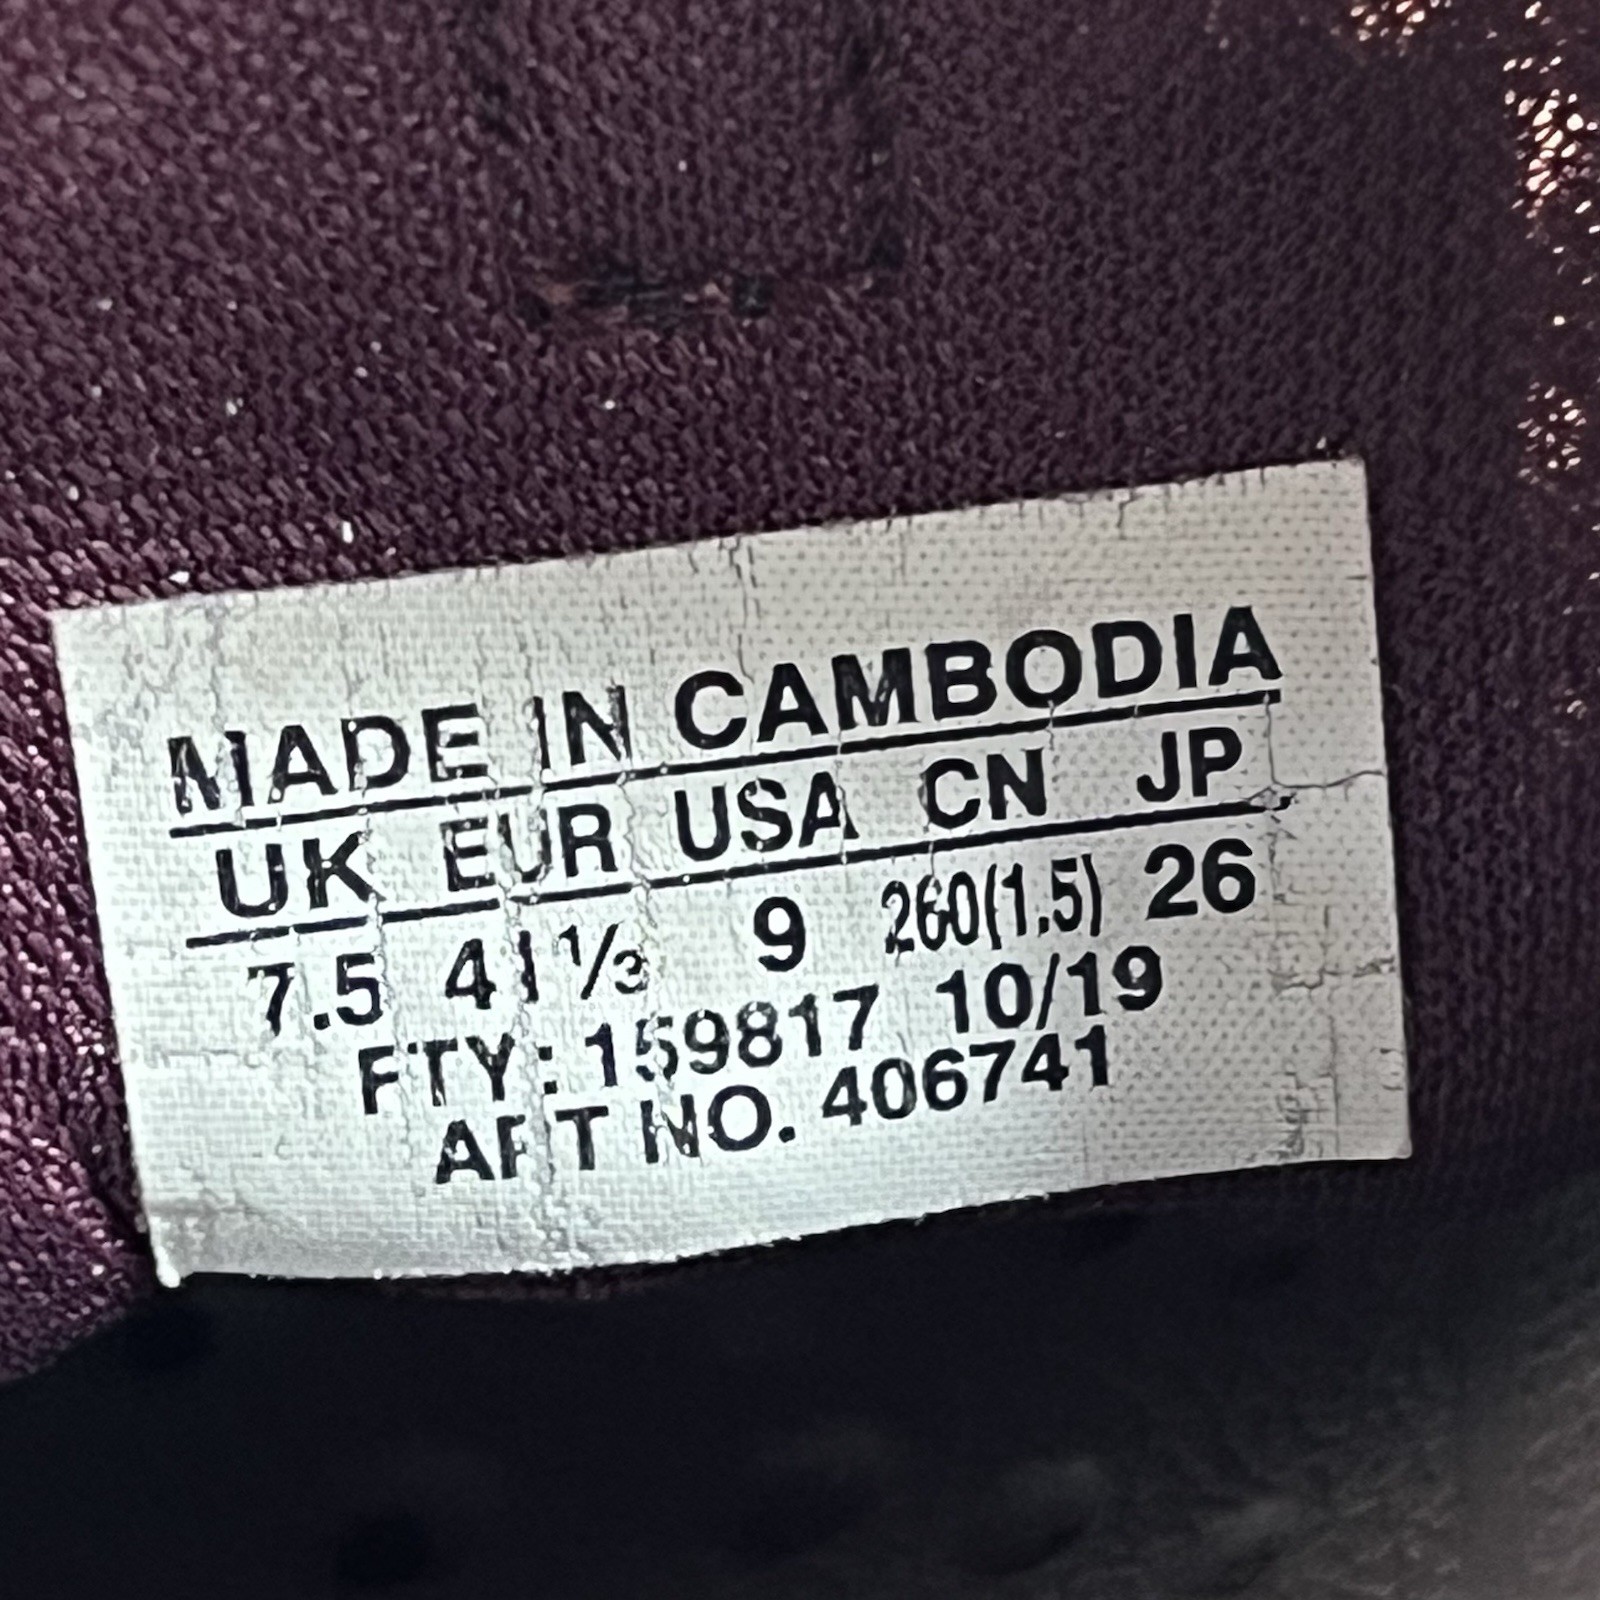 MADE IN CAMBODIA
UK EUR USA CN JP
7.5 41⅓ 9 260(1.5) 26
FTY: 159817 10/19
ART NO. 406741